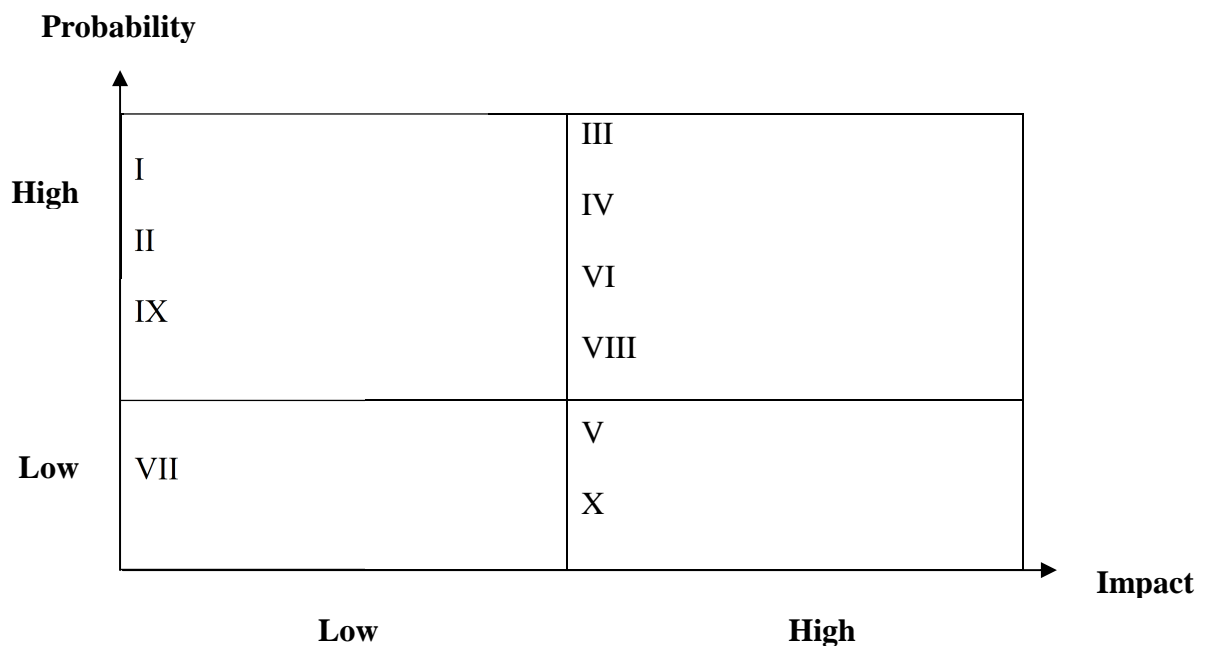 Probability
High
I
II
IX
III
IV
VI
VIII
Low
VII
V
X
Impact
Low
High